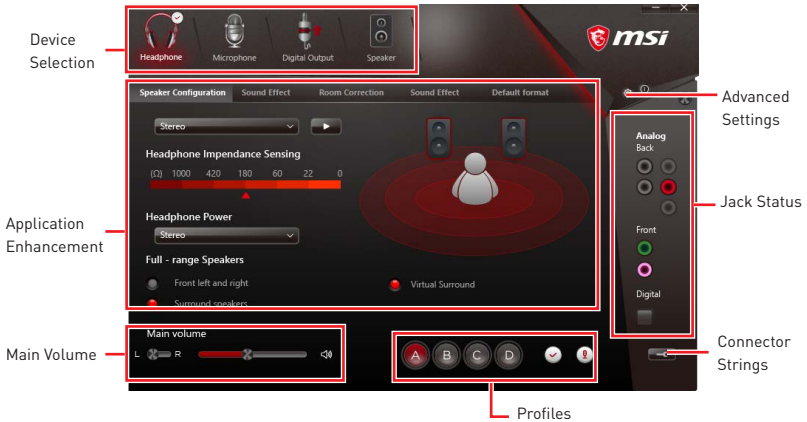 Device
Selection
Headphone
Microphone
Digital Output
Speaker
msi
Speaker Configuration
Sound Effect
Room Correction
Sound Effect
Default format
Advanced
Settings
Stereo
Headphone Impendance Sensing
(Ω) 1000 420 180 60 22 0
Headphone Power
Stereo
Full - range Speakers
Front left and right
Surround speakers
Virtual Surround
Application
Enhancement
Analog
Back
Front
Digital
Jack Status
Main volume
L R
Main Volume
A B C D
Profiles
Connector
Strings